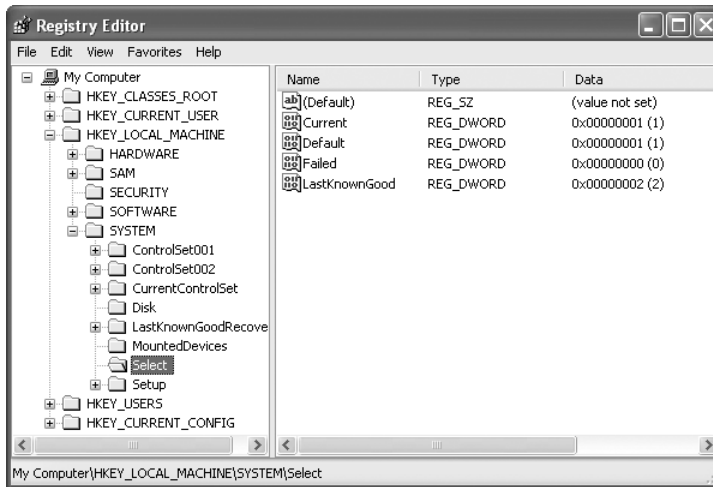 Registry Editor
File Edit View Favorites Help
My Computer
HKEY_CLASSES_ROOT
HKEY_CURRENT_USER
HKEY_LOCAL_MACHINE
HARDWARE
SAM
SECURITY
SOFTWARE
SYSTEM
ControlSet001
ControlSet002
CurrentControlSet
Disk
LastKnownGoodRecove
MountedDevices
Select
Setup
HKEY_USERS
HKEY_CURRENT_CONFIG
Name Type Data
(Default) REG_SZ (value not set)
Current REG_DWORD 0x00000001 (1)
Default REG_DWORD 0x00000001 (1)
Failed REG_DWORD 0x00000000 (0)
LastKnownGood REG_DWORD 0x00000002 (2)
My Computer\HKEY_LOCAL_MACHINE\SYSTEM\Select